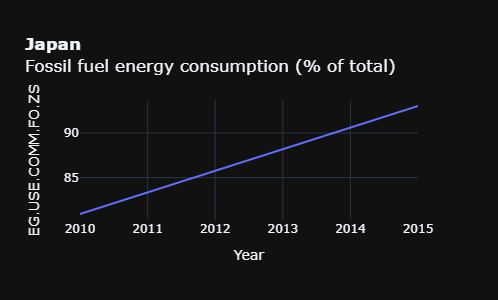 Japan
Fossil fuel energy consumption (% of total)
EG.USE.COMM.FO.ZS
90
85
2010 2011 2012 2013 2014 2015
Year